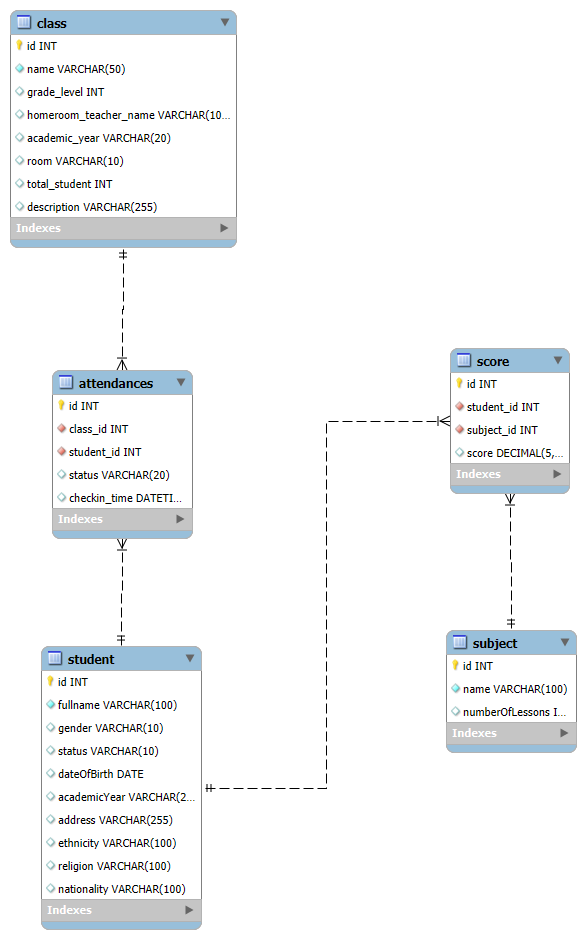 class
id INT
name VARCHAR(50)
grade_level INT
homeroom_teacher_name VARCHAR(10...
academic_year VARCHAR(20)
room VARCHAR(10)
total_student INT
description VARCHAR(255)
Indexes
attendances
id INT
class_id INT
student_id INT
status VARCHAR(20)
checkin_time DATETI...
Indexes
score
id INT
student_id INT
subject_id INT
score DECIMAL(5,...
Indexes
student
id INT
fullname VARCHAR(100)
gender VARCHAR(10)
status VARCHAR(10)
dateOfBirth DATE
academicYear VARCHAR(2...
address VARCHAR(255)
ethnicity VARCHAR(100)
religion VARCHAR(100)
nationality VARCHAR(100)
Indexes
subject
id INT
name VARCHAR(100)
numberOfLessons I...
Indexes